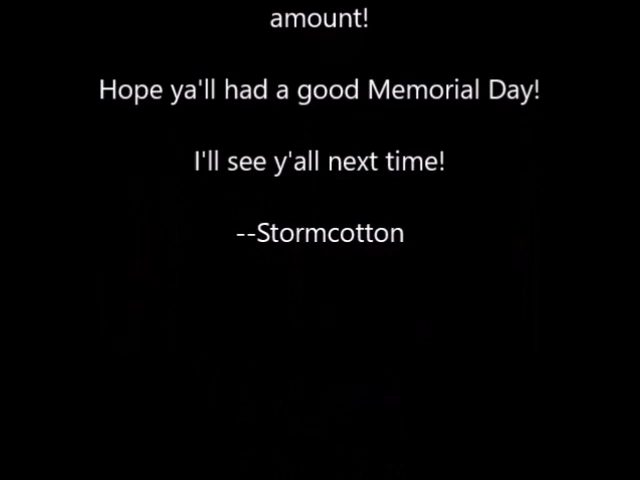 amount!
Hope ya'll had a good Memorial Day!
I'll see y'all next time!
--Stormcotton